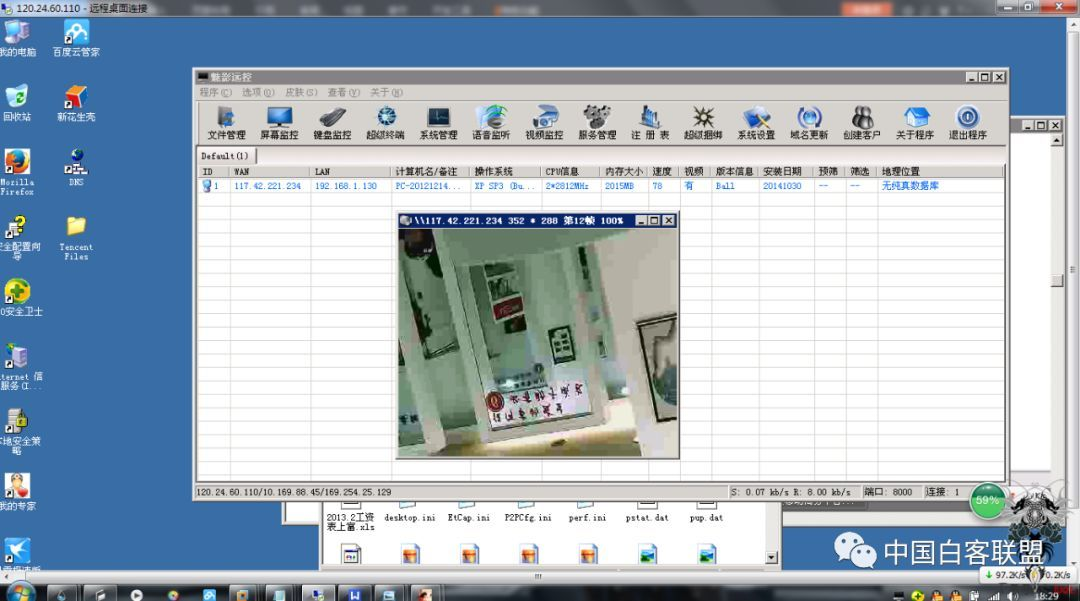 120.24.60.110 - 远程桌面连接
我的电脑
百度云管家
魅影远控
程序(C) 选项(O) 皮肤(S) 查看(V) 关于(H)
文件管理 屏幕监控 键盘监控 超级终端 系统管理 语音监听 视频监控 服务管理 注 册 表 超级捆绑 系统设置 域名更新 创建客户 关于程序 退出程序
回收站
新花生壳
Default(1)
ID WAN LAN 计算机名/备注 操作系统 CPU信息 内存大小 速度 视频 版本信息 安装日期 预筛 筛选 地理位置
1 117.42.221.234 192.168.1.130 PC-20121214... XP SP3 (Bu... 2*2812MHz 2015MB 78 有 Ball 20141030 -- -- 无纯真数据库
Mozilla Firefox
DNS
\\117.42.221.234 352 * 288 第12帧 100%
安全配置向导
Tencent Files
0安全卫士
ternet 信
服务(I...
本地安全策略
我的专家
120.24.60.110/10.169.88.45/169.254.25.129
S: 0.07 kb/s R: 8.00 kb/s 端口: 8000 连接: 1
59%
2013.2工资表上富.xls desktop.ini EtCap.ini P2PCfg.ini perf.ini pstat.dat pup.dat
中国白客联盟
97.2K/s 0.2K/s
18:29